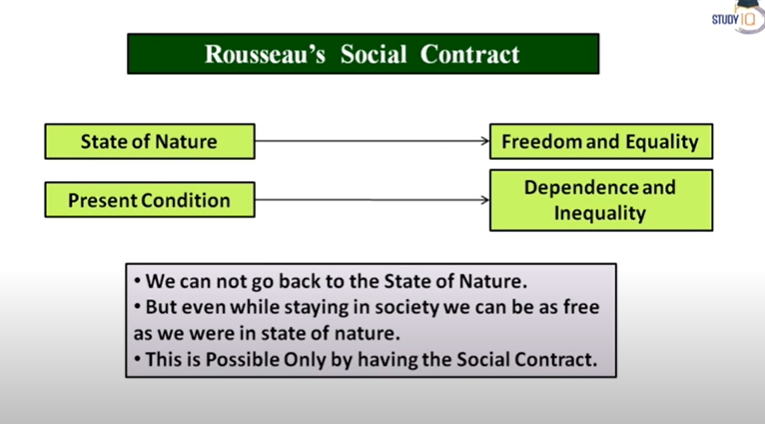 STUDY IQ
Rousseau's Social Contract
State of Nature
Freedom and Equality
Present Condition
Dependence and
Inequality
• We can not go back to the State of Nature.
• But even while staying in society we can be as free
as we were in state of nature.
• This is Possible Only by having the Social Contract.